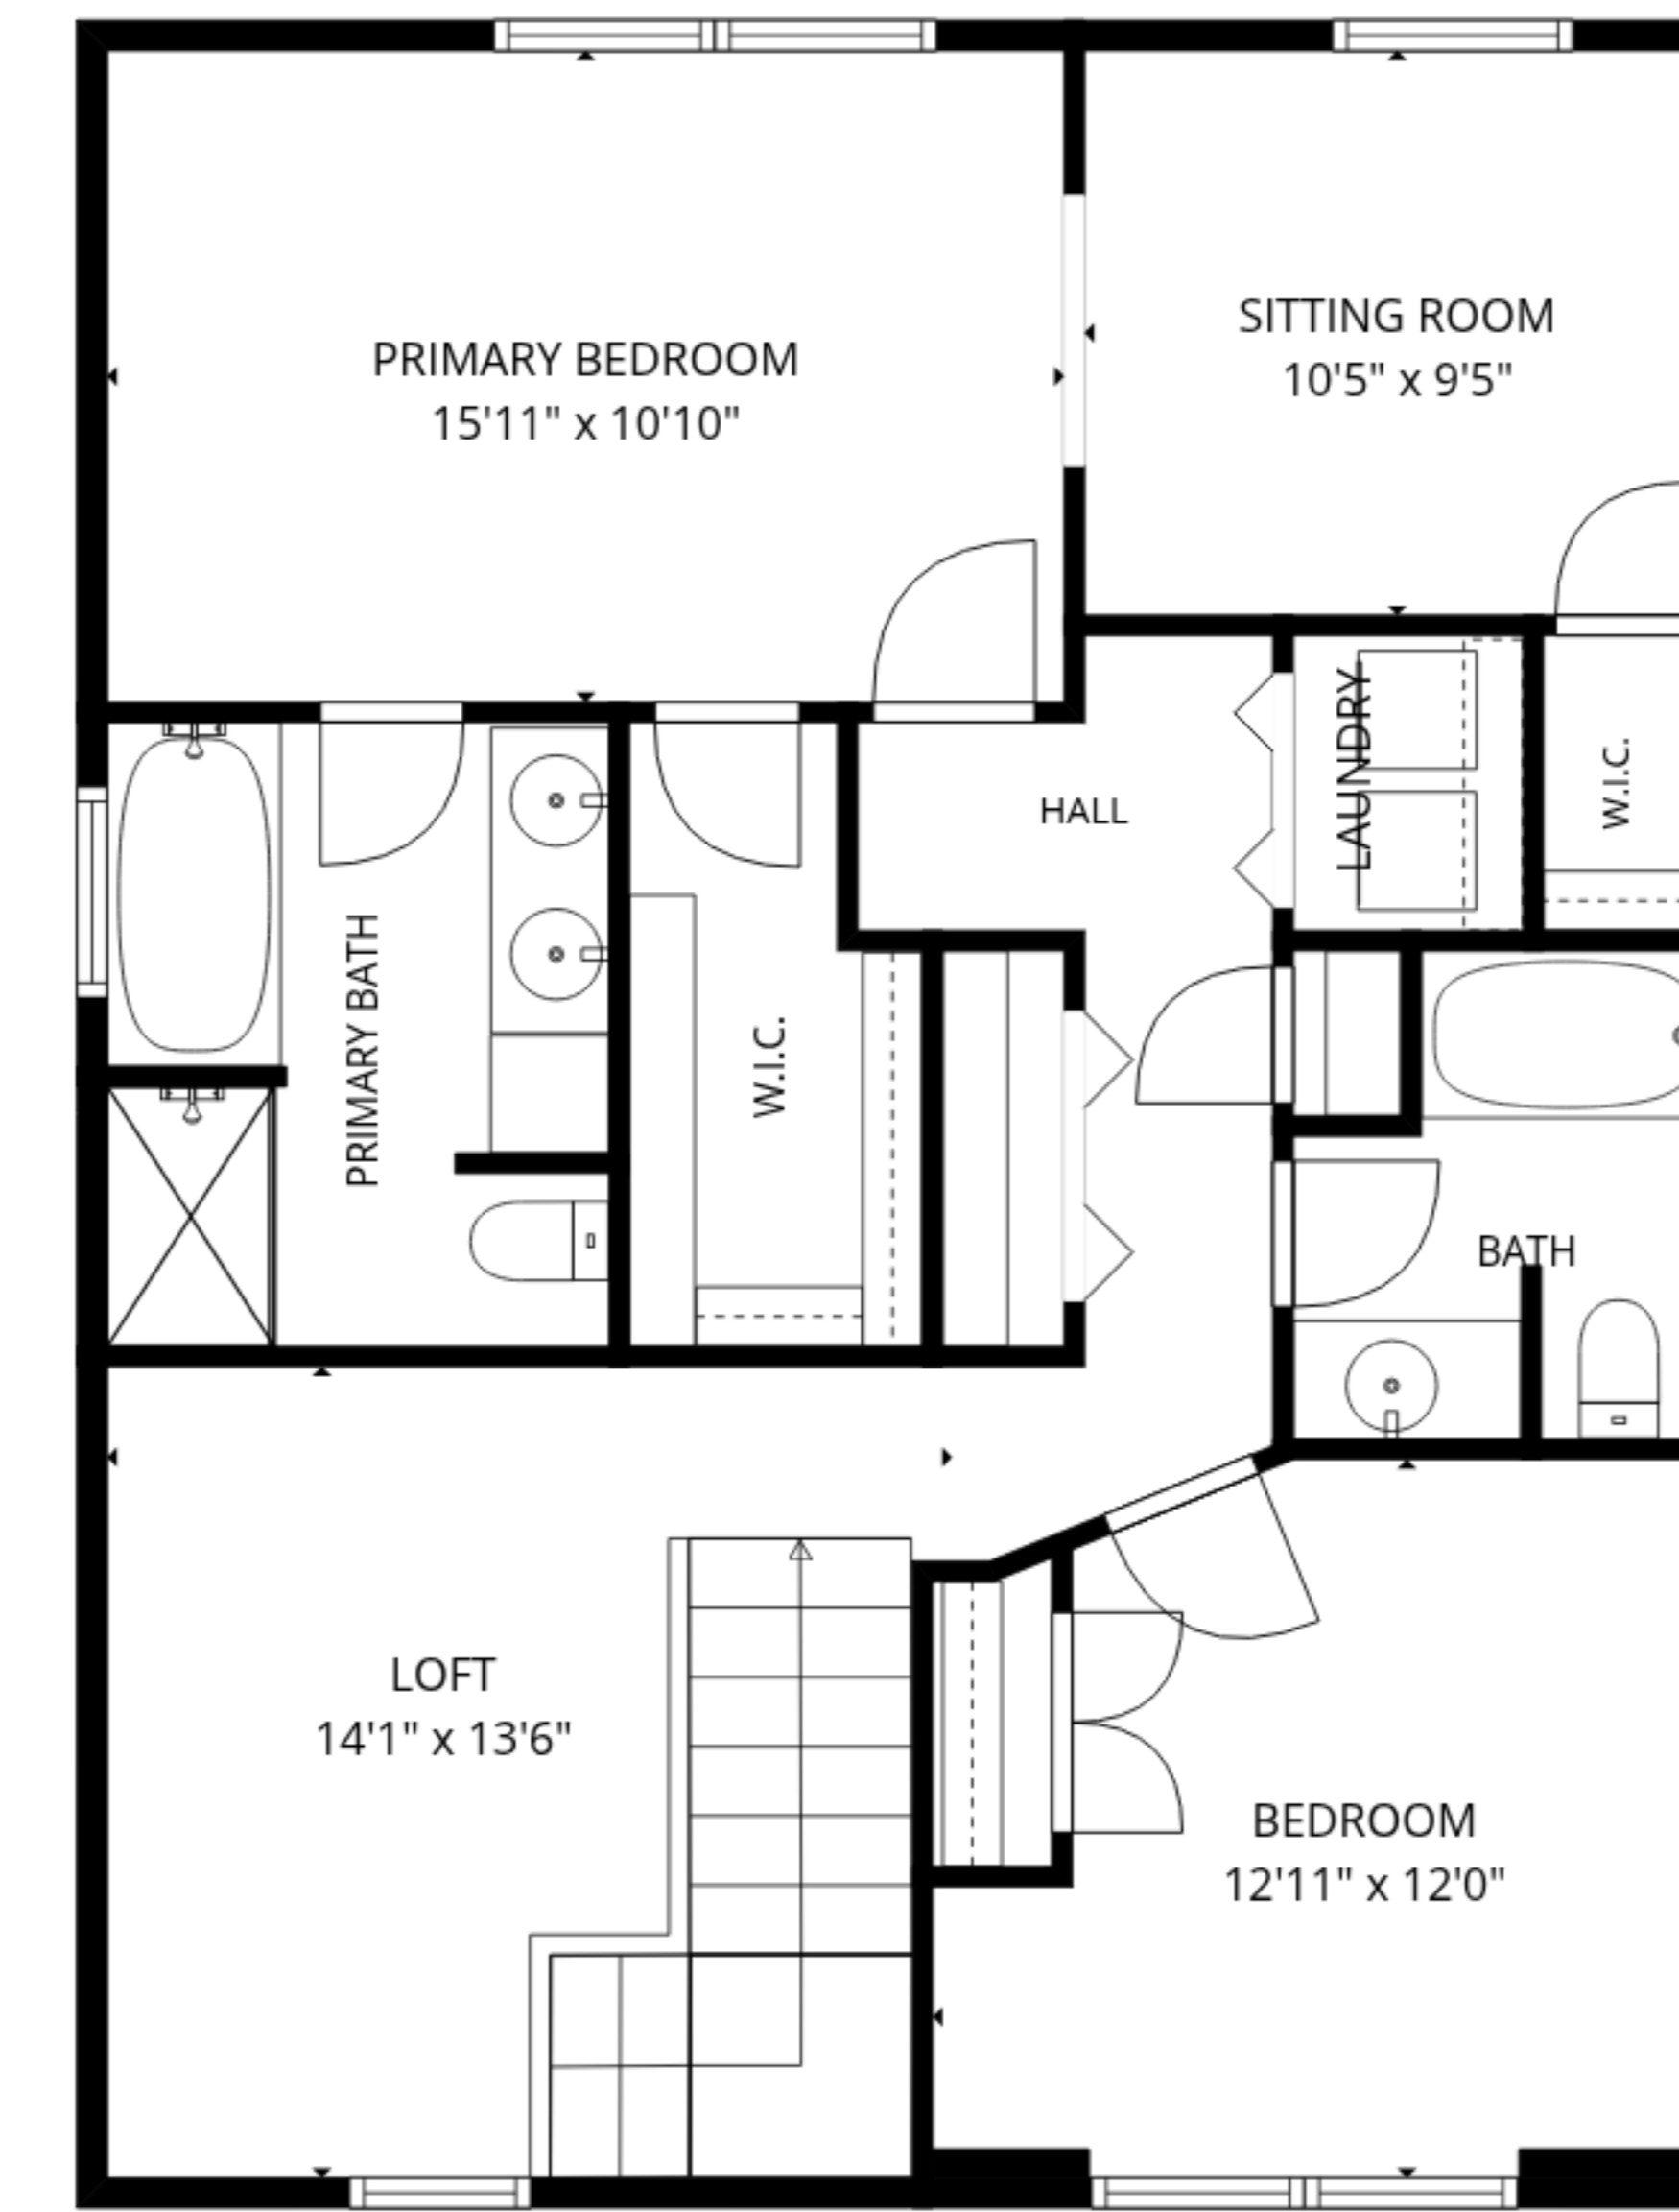 SITTING ROOM
10'5" x 9'5"
PRIMARY BEDROOM
15'11" x 10'10"
LAUNDRY
W.I.C.
HALL
PRIMARY BATH
W.I.C.
BATH
LOFT
14'1" x 13'6"
BEDROOM
12'11" x 12'0"